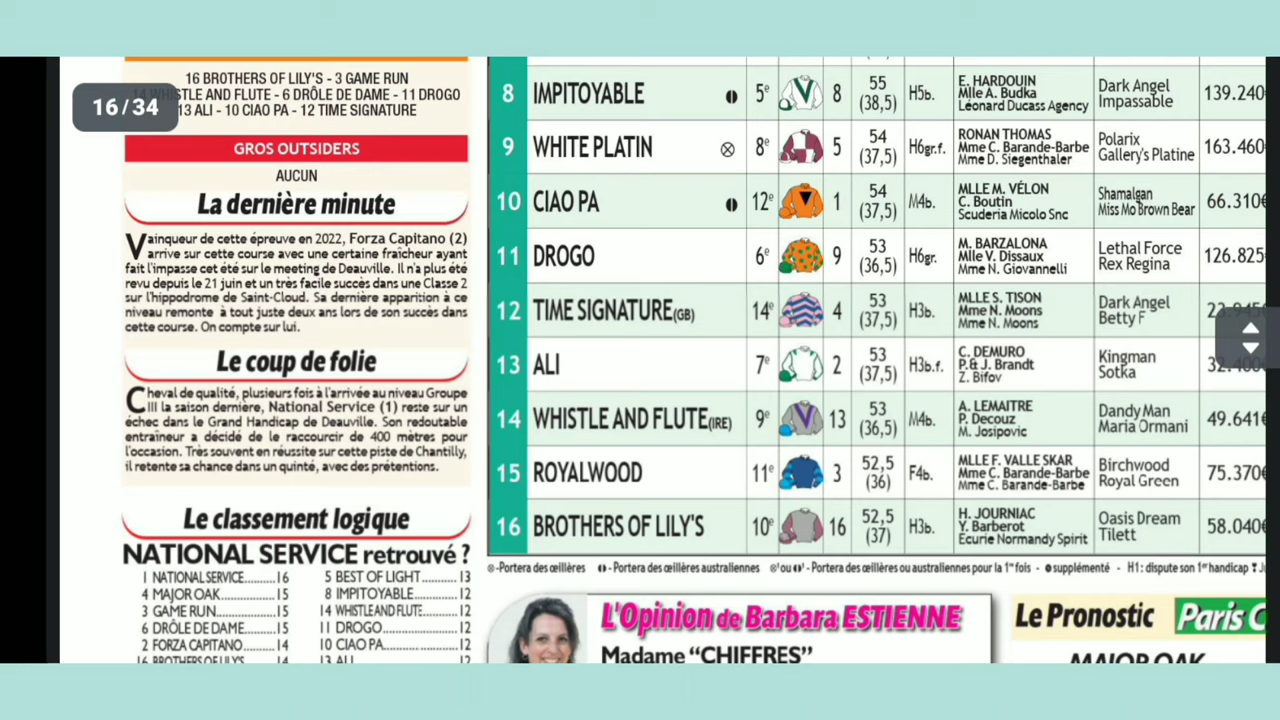 16 BROTHERS OF LILY'S - 3 GAME RUN
14 WHISTLE AND FLUTE - 6 DRÔLE DE DAME - 11 DROGO
13 ALI - 10 CIAO PA - 12 TIME SIGNATURE
16 / 34
GROS OUTSIDERS
AUCUN
La dernière minute
Vainqueur de cette épreuve en 2022, Forza Capitano (2)
arrive sur cette course avec une certaine fraîcheur ayant
fait l'impasse cet été sur le meeting de Deauville. Il n'a plus été
revu depuis le 21 juin et un très facile succès dans une Classe 2
sur l'hippodrome de Saint-Cloud. Sa dernière apparition à ce
niveau remonte à tout juste deux ans lors de son succès dans
cette course. On compte sur lui.
Le coup de folie
Cheval de qualité, plusieurs fois à l'arrivée au niveau Groupe
III la saison dernière, National Service (1) reste sur un
échec dans le Grand Handicap de Deauville. Son redoutable
entraîneur a décidé de le raccourcir de 400 mètres pour
l'occasion. Très souvent en réussite sur cette piste de Chantilly,
il retente sa chance dans un quinté, avec des prétentions.
Le classement logique
NATIONAL SERVICE retrouvé ?
1 NATIONAL SERVICE..........16
4 MAJOR OAK..........15
3 GAME RUN..........15
6 DRÔLE DE DAME..........15
2 FORZA CAPITANO..........14
16 BROTHERS OF LILY'S..........14
5 BEST OF LIGHT..........13
8 IMPITOYABLE..........12
14 WHISTLE AND FLUTE..........12
11 DROGO..........12
10 CIAO PA..........12
13 ALI..........12
8 IMPITOYABLE 5e 8 55 (38,5) H5b. E. HARDOUIN Mlle A. Budka Léonard Ducass Agency Dark Angel Impassable 139.240
9 WHITE PLATIN 8e 5 54 (37,5) H6gr.f. RONAN THOMAS Mme C. Barande-Barbe Mme D. Siegenthaler Polarix Gallery's Platine 163.460
10 CIAO PA 12e 1 54 (37,5) M4b. MLLE M. VÉLON C. Boutin Scuderia Micolo Snc Shamalgan Miss Mo Brown Bear 66.310€
11 DROGO 6e 9 53 (36,5) H6gr. M. BARZALONA Mlle V. Dissaux Mme N. Giovannelli Lethal Force Rex Regina 126.825
12 TIME SIGNATURE(GB) 14e 4 53 (37,5) H3b. MLLE S. TISON Mme N. Moons Mme N. Moons Dark Angel Betty F 23.945€
13 ALI 7e 2 53 (37,5) H3b.f. C. DEMURO P.& J. Brandt Z. Bifov Kingman Sotka 32.400€
14 WHISTLE AND FLUTE(IRE) 9e 13 53 (36,5) M4b. A. LEMAITRE P. Decouz M. Josipovic Dandy Man Maria Ormani 49.641€
15 ROYALWOOD 11e 3 52,5 (36) F4b. MLLE F. VALLE SKAR Mme C. Barande-Barbe Mme C. Barande-Barbe Birchwood Royal Green 75.370€
16 BROTHERS OF LILY'S 10e 16 52,5 (37) H3b. H. JOURNIAC Y. Barberot Ecurie Normandy Spirit Oasis Dream Tilett 58.040€
-Portera des œillères - Portera des œillères australiennes ou - Portera des œillères ou australiennes pour la 1re fois - supplémenté - H1 : dispute son 1er handicap
L'Opinion de Barbara ESTIENNE
Madame "CHIFFRES"
Le Pronostic Paris
MAJOR OAK